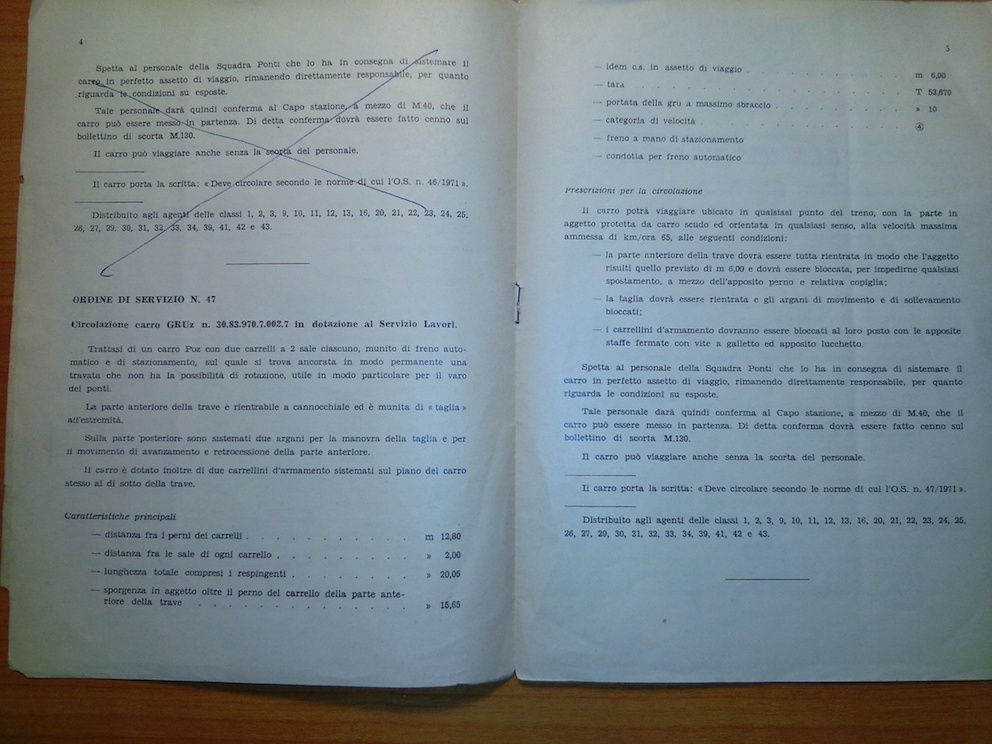 4
Spetta al personale della Squadra Ponti che lo ha in consegna di sistemare il
carro in perfetto assetto di viaggio, rimanendo direttamente responsabile, per quanto
riguarda le condizioni su esposte.
Tale personale darà quindi conferma al Capo stazione, a mezzo di M.40, che il
carro può essere messo in partenza. Di detta conferma dovrà essere fatto cenno sul
bollettino di scorta M.130.
Il carro può viaggiare anche senza la scorta del personale.
Il carro porta la scritta: « Deve circolare secondo le norme di cui l'O.S. n. 46/1971 ».
Distribuito agli agenti delle classi 1, 2, 3, 9, 10, 11, 12, 13, 16, 20, 21, 22, 23, 24, 25,
26, 27, 29, 30, 31, 32, 33, 34, 39, 41, 42 e 43.
ORDINE DI SERVIZIO N. 47
Circolazione carro GRUz n. 30.83.970.7.002.7 in dotazione al Servizio Lavori.
Trattasi di un carro Poz con due carrelli a 2 sale ciascuno, munito di freno auto-
matico e di stazionamento, sul quale si trova ancorata in modo permanente una
travata che non ha la possibilità di rotazione, utile in modo particolare per il varo
dei ponti.
La parte anteriore della trave è rientrabile a cannocchiale ed è munita di « taglia »
all'estremità.
Sulla parte posteriore sono sistemati due argani per la manovra della taglia e per
il movimento di avanzamento e retrocessione della parte anteriore.
Il carro è dotato inoltre di due carrellini d'armamento sistemati sul piano del carro
stesso al di sotto della trave.
Caratteristiche principali
— distanza fra i perni dei carrelli . . . . . . . . . . m 12,80
— distanza fra le sale di ogni carrello . . . . . . . . » 2,00
— lunghezza totale compresi i respingenti . . . . . . . » 20,05
— sporgenza in aggetto oltre il perno del carrello della parte ante-
riore della trave . . . . . . . . . . . » 15,65
5
— idem c.s. in assetto di viaggio . . . . . . . . . m 6,00
— tara . . . . . . . . . . . . . . . T 53,670
— portata della gru a massimo sbraccio . . . . . . . » 10
— categoria di velocità . . . . . . . . . . . Ⓐ
— freno a mano di stazionamento
— condotta per freno automatico
Prescrizioni per la circolazione
Il carro potrà viaggiare ubicato in qualsiasi punto del treno, con la parte in
aggetto protetta da carro scudo ed orientata in qualsiasi senso, alla velocità massima
ammessa di km/ora 65, alle seguenti condizioni:
— la parte anteriore della trave dovrà essere tutta rientrata in modo che l'aggetto
risulti quello previsto di m 6,00 e dovrà essere bloccata, per impedirne qualsiasi
spostamento, a mezzo dell'apposito perno e relativa copiglia;
— la taglia dovrà essere rientrata e gli argani di movimento e di sollevamento
bloccati;
— i carrellini d'armamento dovranno essere bloccati al loro posto con le apposite
staffe fermate con vite a galletto ed apposito lucchetto.
Spetta al personale della Squadra Ponti che lo ha in consegna di sistemare il
carro in perfetto assetto di viaggio, rimanendo direttamente responsabile, per quanto
riguarda le condizioni su esposte.
Tale personale darà quindi conferma al Capo stazione, a mezzo di M.40, che il
carro può essere messo in partenza. Di detta conferma dovrà essere fatto cenno sul
bollettino di scorta M.130.
Il carro può viaggiare anche senza la scorta del personale.
Il carro porta la scritta: « Deve circolare secondo le norme di cui l'O.S. n. 47/1971 ».
Distribuito agli agenti delle classi 1, 2, 3, 9, 10, 11, 12, 13, 16, 20, 21, 22, 23, 24, 25,
26, 27, 29, 30, 31, 32, 33, 34, 39, 41, 42 e 43.